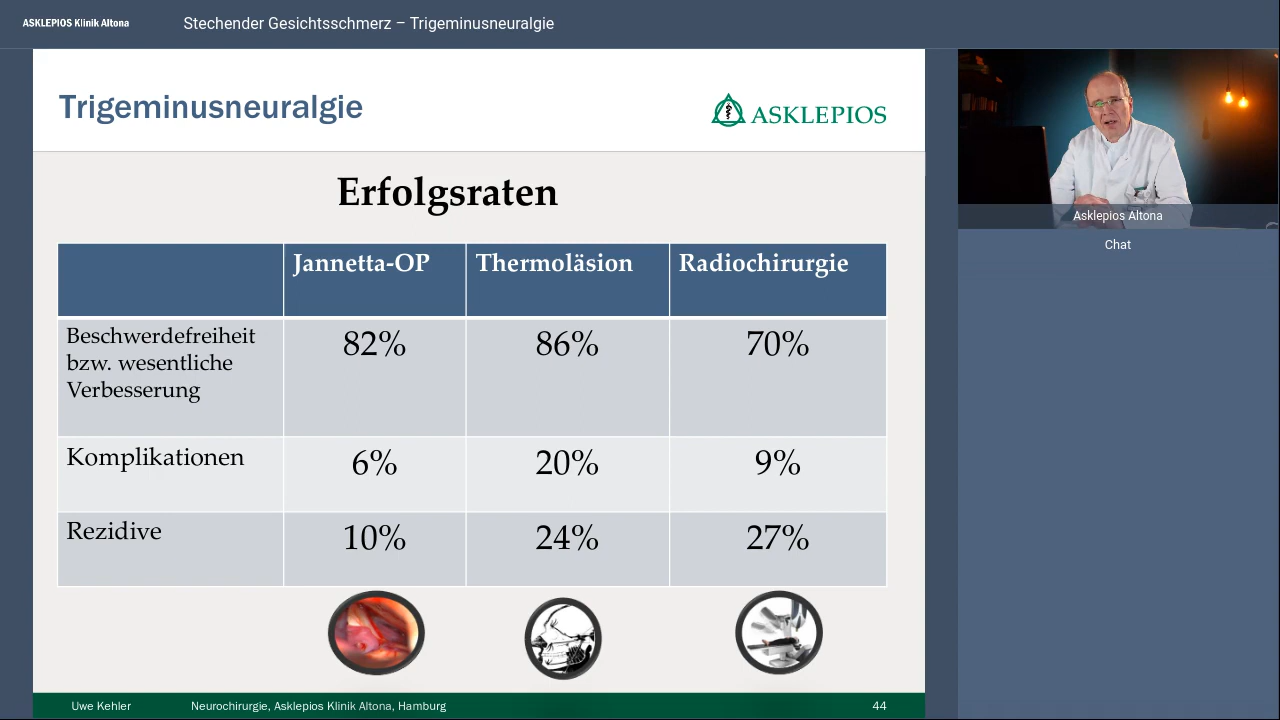 ASKLEPIOS Klinik Altona
Stechender Gesichtsschmerz – Trigeminusneuralgie
Trigeminusneuralgie
ASKLEPIOS
Erfolgsraten
Jannetta-OP Thermoläsion Radiochirurgie
Beschwerdefreiheit
bzw. wesentliche
Verbesserung
82% 86% 70%
Komplikationen 6% 20% 9%
Rezidive 10% 24% 27%
Uwe Kehler Neurochirurgie, Asklepios Klinik Altona, Hamburg 44
Asklepios Altona
Chat